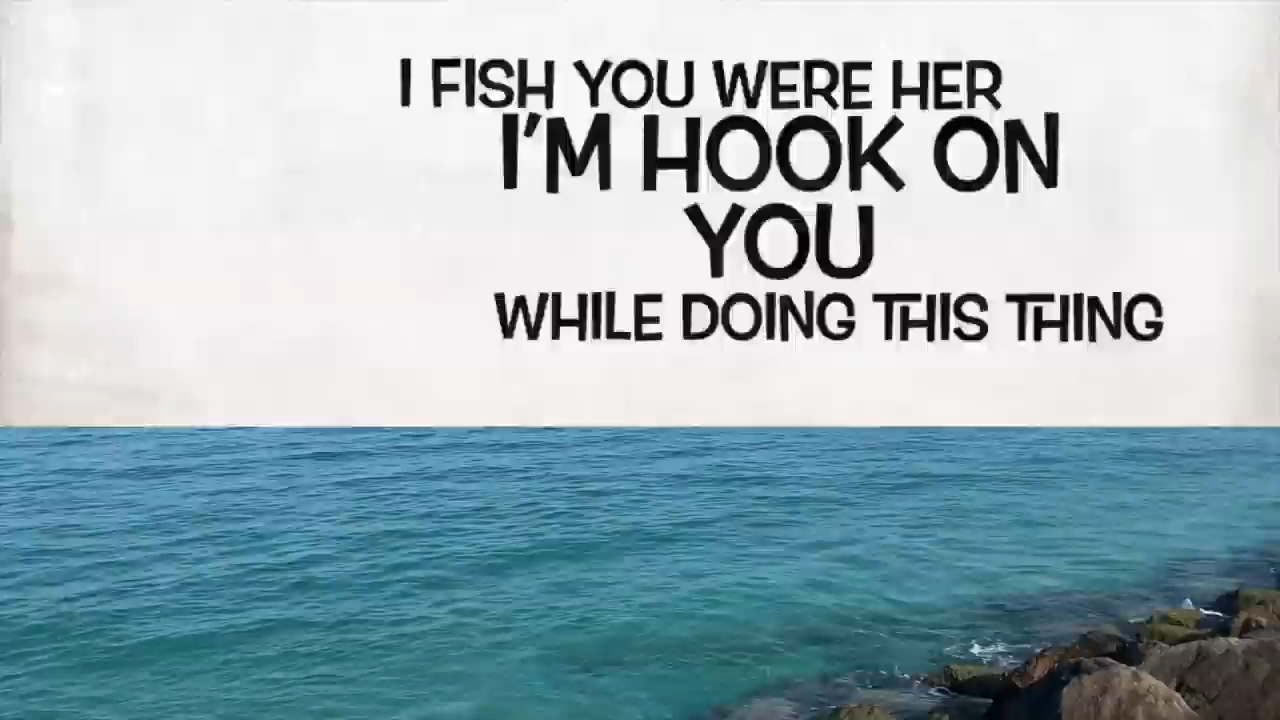 I FISH YOU WERE HER
I'M HOOK ON
YOU
WHILE DOING THIS THING